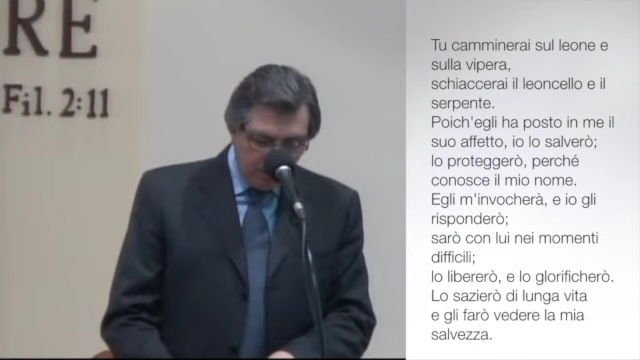 RE
Fil. 2:11
Tu camminerai sul leone e
sulla vipera,
schiaccerai il leoncello e il
serpente.
Poich'egli ha posto in me il
suo affetto, io lo salverò;
lo proteggerò, perché
conosce il mio nome.
Egli m'invocherà, e io gli
risponderò;
sarò con lui nei momenti
difficili;
lo libererò, e lo glorificherò.
Lo sazierò di lunga vita
e gli farò vedere la mia
salvezza.